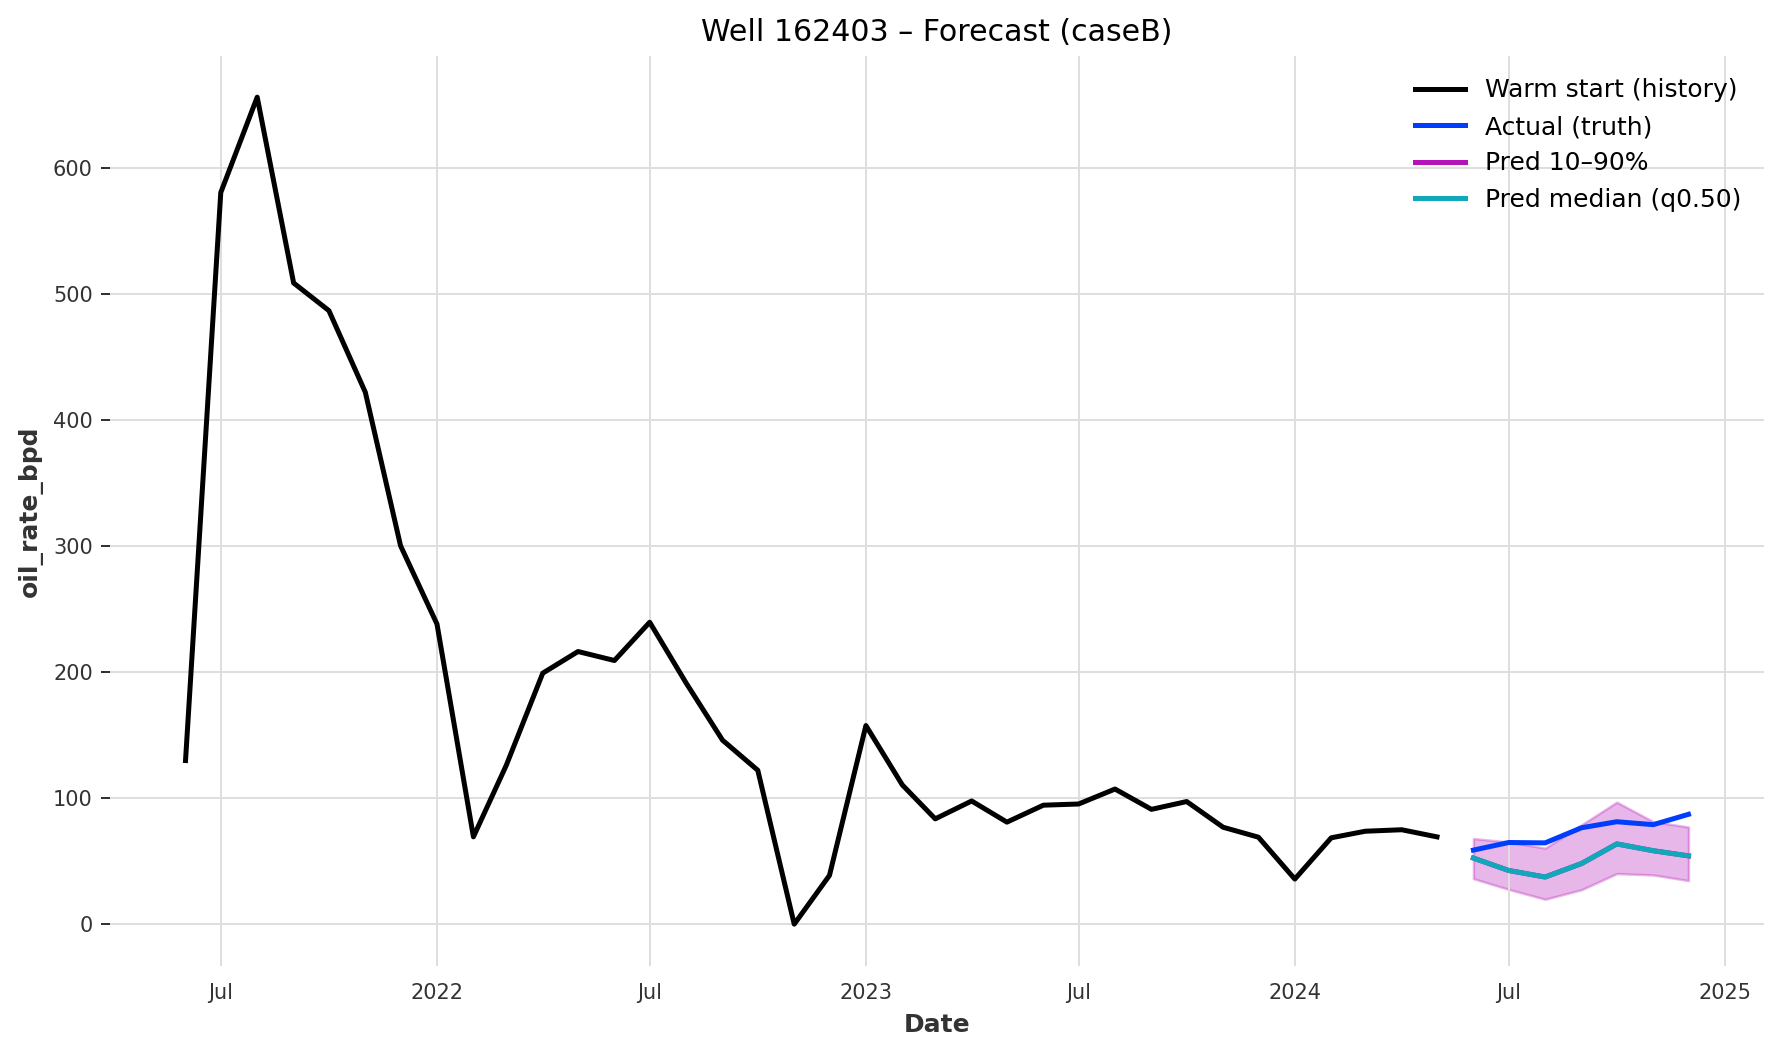 Well 162403 – Forecast (caseB)
Warm start (history)
Actual (truth)
Pred 10–90%
Pred median (q0.50)
oil_rate_bpd
600
500
400
300
200
100
0
Jul 2022 Jul 2023 Jul 2024 Jul 2025
Date